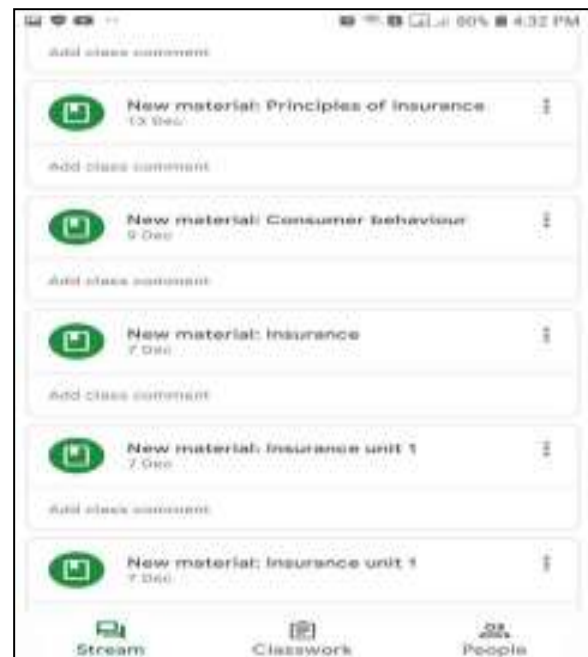 80% 4:32 PM
Add class comment
New material: Principles of Insurance
13 Dec
Add class comment
New material: Consumer behaviour
9 Dec
Add class comment
New material: Insurance
7 Dec
Add class comment
New material: Insurance unit 1
7 Dec
Add class comment
New material: Insurance unit 1
7 Dec
Stream
Classwork
People